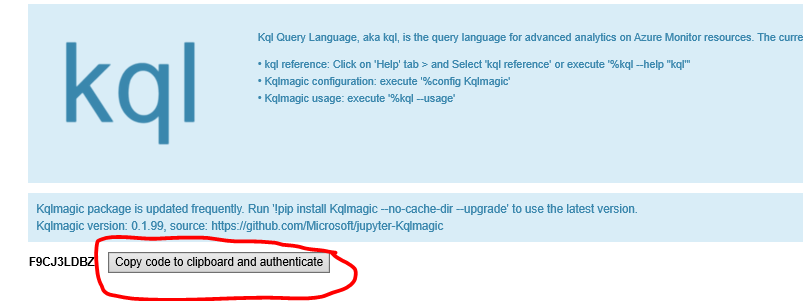 kql
Kql Query Language, aka kql, is the query language for advanced analytics on Azure Monitor resources. The curre
• kql reference: Click on 'Help' tab > and Select 'kql reference' or execute '%kql --help "kql"'
• Kqlmagic configuration: execute '%config Kqlmagic'
• Kqlmagic usage: execute '%kql --usage'
Kqlmagic package is updated frequently. Run '!pip install Kqlmagic --no-cache-dir --upgrade' to use the latest version.
Kqlmagic version: 0.1.99, source: https://github.com/Microsoft/jupyter-Kqlmagic
F9CJ3LDBZ Copy code to clipboard and authenticate